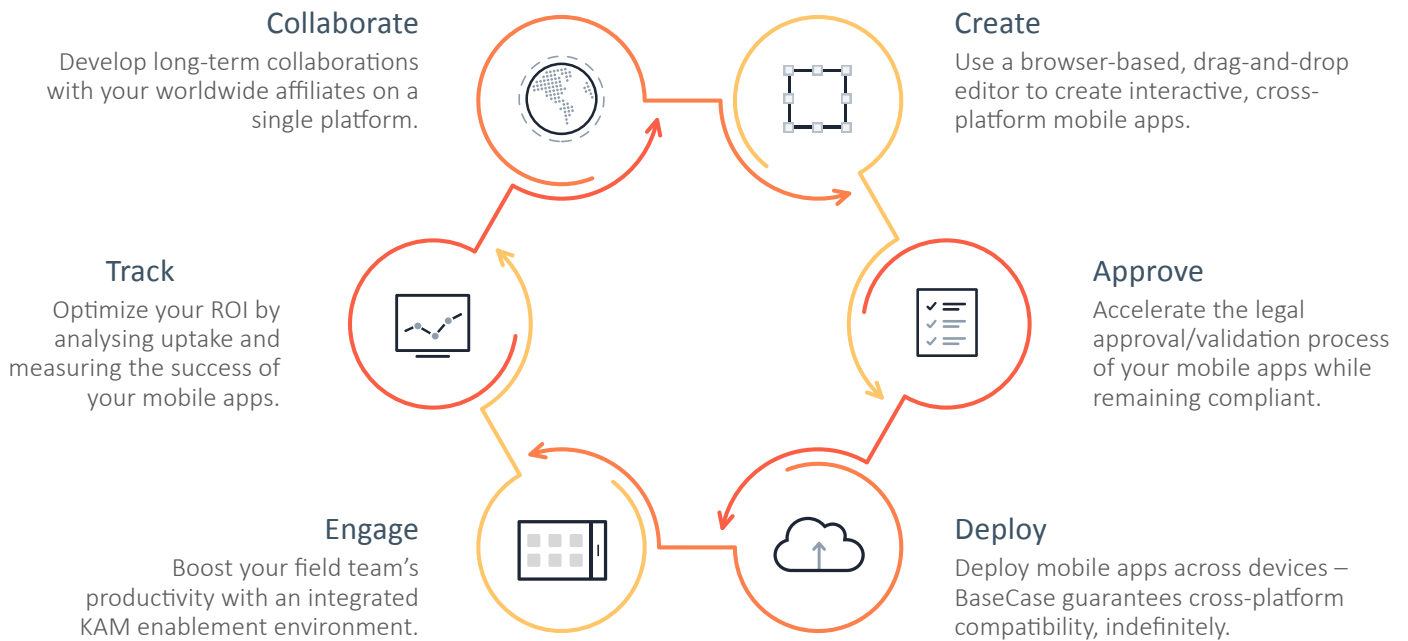 Collaborate
Develop long-term collaborations
with your worldwide affiliates on a
single platform.
Create
Use a browser-based, drag-and-drop
editor to create interactive, cross-
platform mobile apps.
Approve
Accelerate the legal
approval/validation process
of your mobile apps while
remaining compliant.
Deploy
Deploy mobile apps across devices –
BaseCase guarantees cross-platform
compatibility, indefinitely.
Engage
Boost your field team’s
productivity with an integrated
KAM enablement environment.
Track
Optimize your ROI by
analysing uptake and
measuring the success of
your mobile apps.